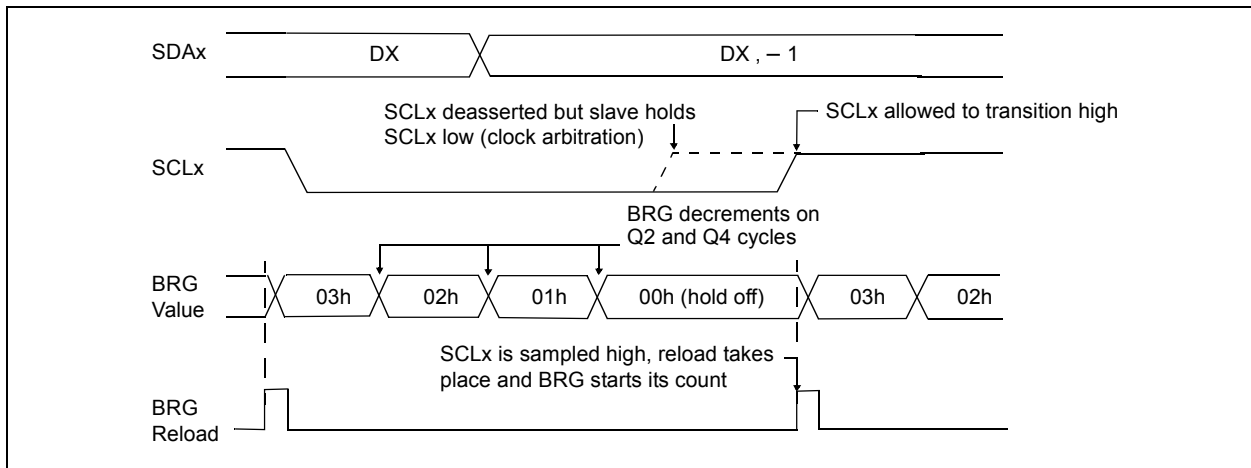 SDAx
DX
DX , – 1
SCLx deasserted but slave holds
SCLx low (clock arbitration)
SCLx allowed to transition high
SCLx
BRG decrements on
Q2 and Q4 cycles
BRG
Value
03h
02h
01h
00h (hold off)
03h
02h
SCLx is sampled high, reload takes
place and BRG starts its count
BRG
Reload